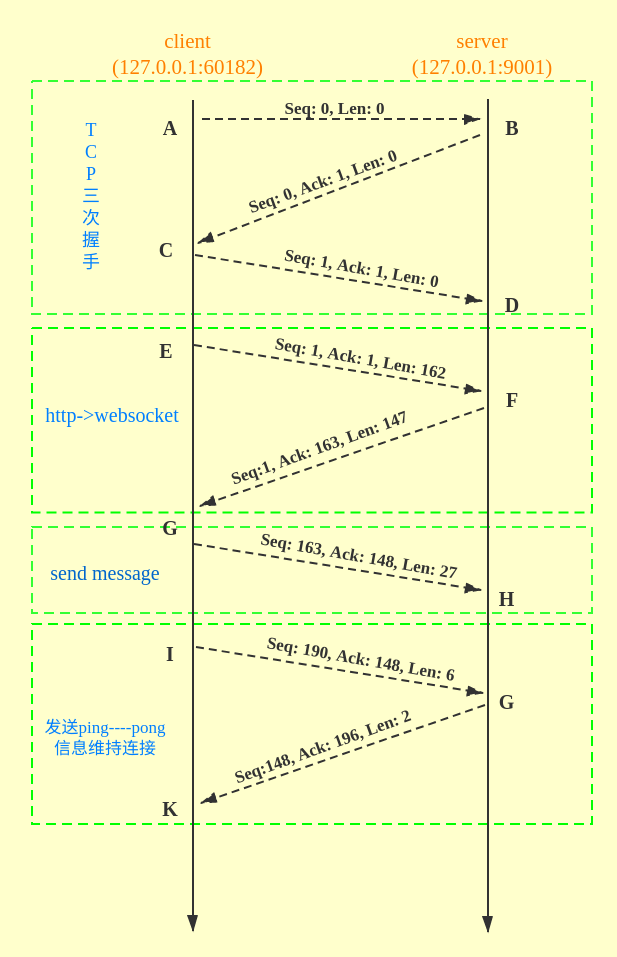 client
(127.0.0.1:60182)
server
(127.0.0.1:9001)
TCP三次握手
A
Seq: 0, Len: 0
B
Seq: 0, Ack: 1, Len: 0
C
Seq: 1, Ack: 1, Len: 0
D
E
Seq: 1, Ack: 1, Len: 162
F
http->websocket
Seq:1, Ack: 163, Len: 147
G
Seq: 163, Ack: 148, Len: 27
send message
H
I
Seq: 190, Ack: 148, Len: 6
G
发送ping----pong
信息维持连接
Seq:148, Ack: 196, Len: 2
K